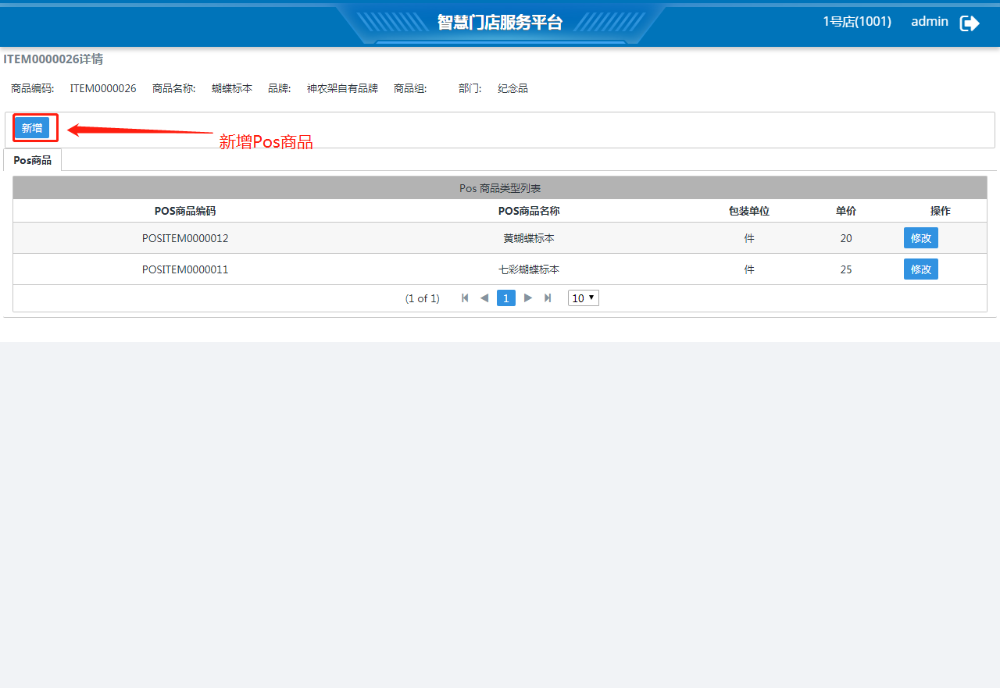 智慧门店服务平台 1号店(1001) admin
ITEM0000026详情
商品编码: ITEM0000026 商品名称: 蝴蝶标本 品牌: 神农架自有品牌 商品组: 部门: 纪念品
新增
新增Pos商品
Pos商品
Pos 商品类型列表
POS商品编码 POS商品名称 包装单位 单价 操作
POSITEM0000012 黄蝴蝶标本 件 20 修改
POSITEM0000011 七彩蝴蝶标本 件 25 修改
(1 of 1) 1 10